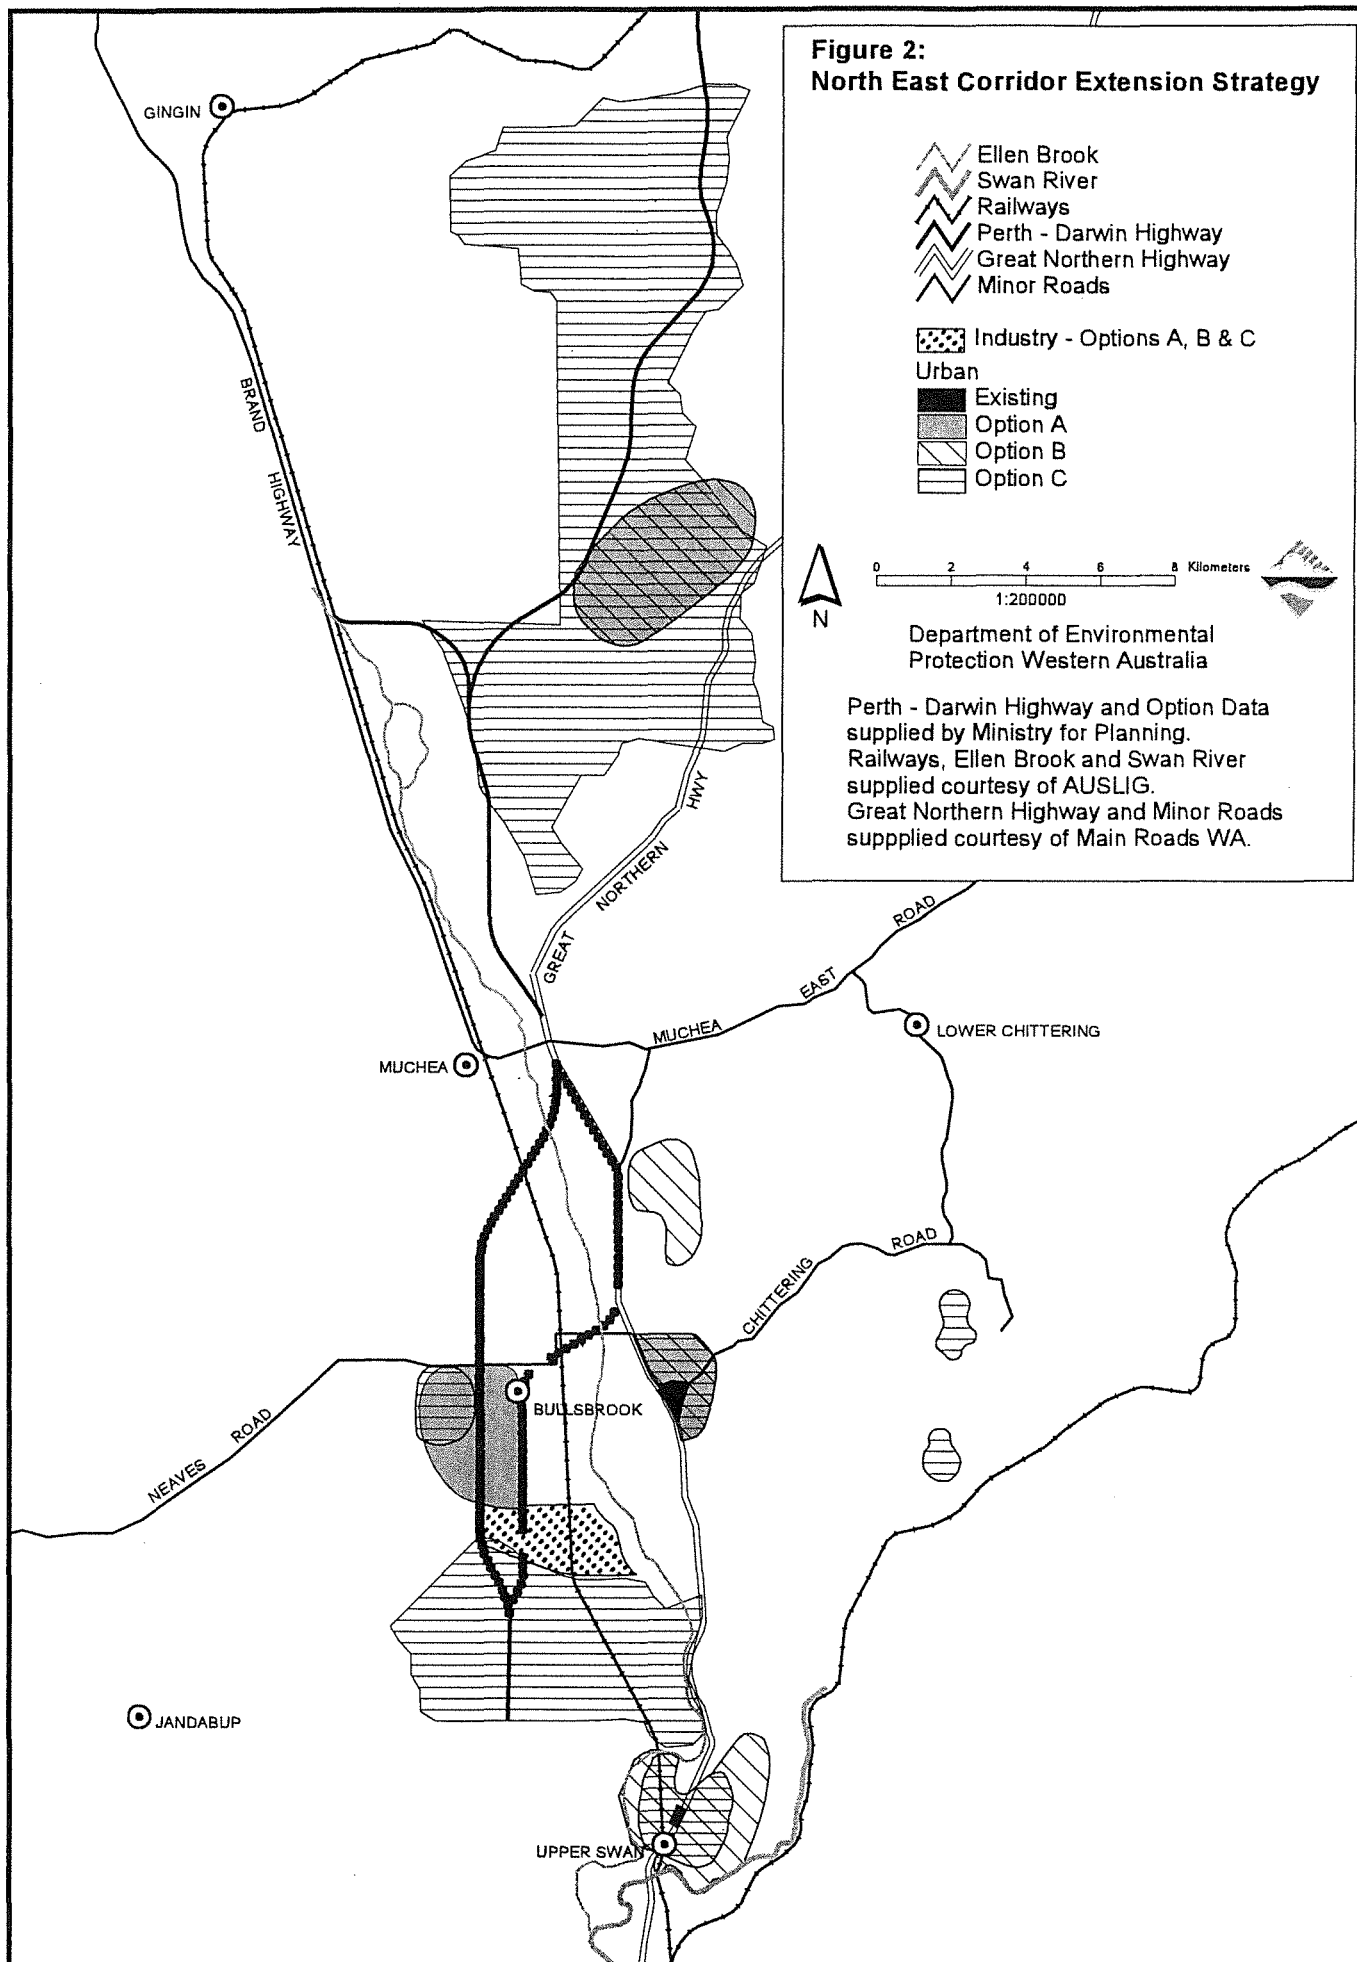 Figure 2:
North East Corridor Extension Strategy
Ellen Brook
Swan River
Railways
Perth - Darwin Highway
Great Northern Highway
Minor Roads
Industry - Options A, B & C
Urban
Existing
Option A
Option B
Option C
0 2 4 6 8 Kilometers
1:200000
N
Department of Environmental
Protection Western Australia
Perth - Darwin Highway and Option Data
supplied by Ministry for Planning.
Railways, Ellen Brook and Swan River
supplied courtesy of AUSLIG.
Great Northern Highway and Minor Roads
suppplied courtesy of Main Roads WA.
GINGIN
BRAND
HIGHWAY
GREAT
NORTHERN
HWY
MUCHEA
EAST
ROAD
LOWER CHITTERING
MUCHEA
CHITTERING
ROAD
BULLSBROOK
NEAVES
ROAD
JANDABUP
UPPER SWAN